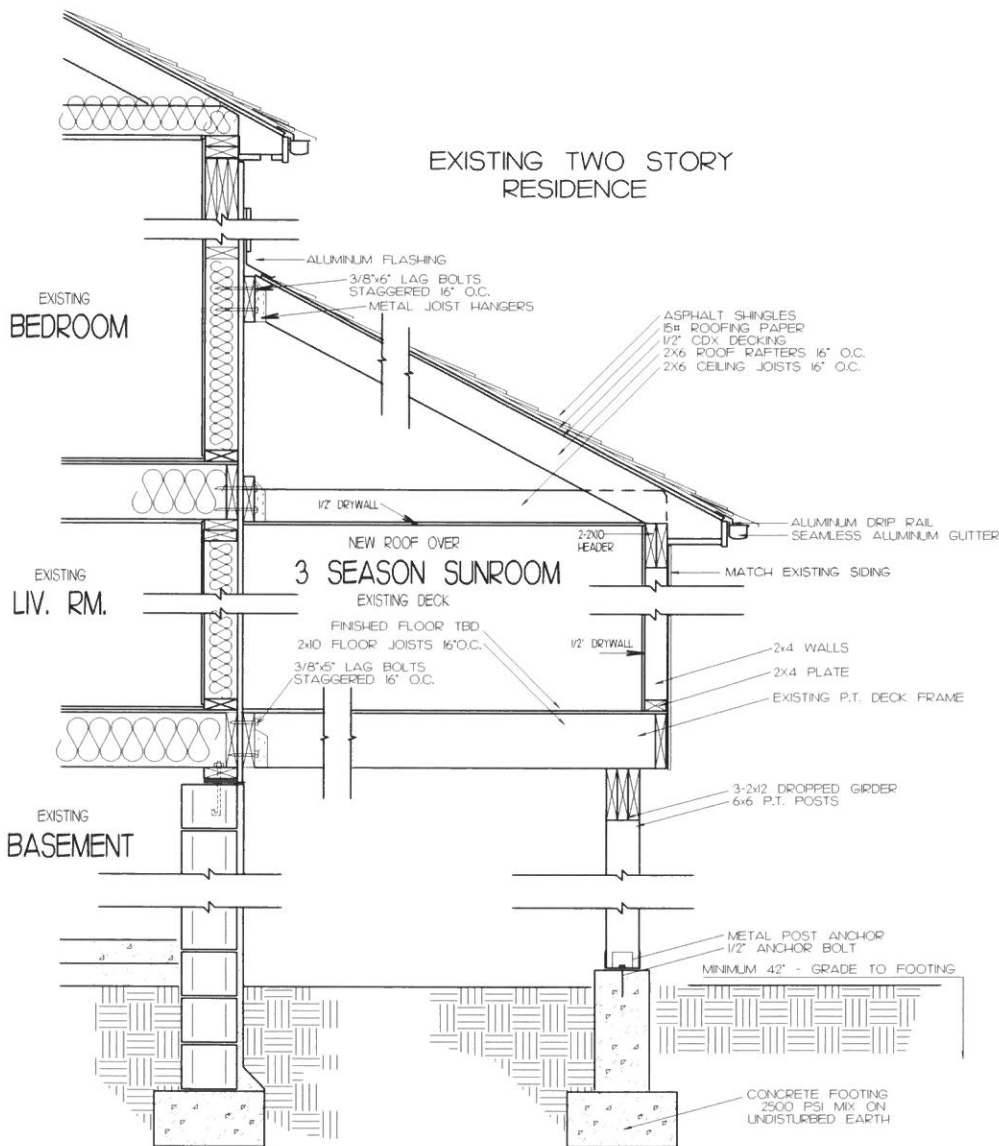 EXISTING TWO STORY
RESIDENCE
ALUMINUM FLASHING
3/8"x6" LAG BOLTS
STAGGERED 16" O.C.
METAL JOIST HANGERS
EXISTING
BEDROOM
ASPHALT SHINGLES
15# ROOFING PAPER
1/2" CDX DECKING
2X6 ROOF RAFTERS 16" O.C.
2X6 CEILING JOISTS 16" O.C.
1/2" DRYWALL
ALUMINUM DRIP RAIL
SEAMLESS ALUMINUM GUTTER
2-2X10
HEADER
NEW ROOF OVER
3 SEASON SUNROOM
EXISTING DECK
MATCH EXISTING SIDING
EXISTING
LIV. RM.
FINISHED FLOOR TBD
2x10 FLOOR JOISTS 16"O.C.
1/2" DRYWALL
3/8"x5" LAG BOLTS
STAGGERED 16" O.C.
2x4 WALLS
2X4 PLATE
EXISTING P.T. DECK FRAME
3-2x12 DROPPED GIRDER
6x6 P.T. POSTS
EXISTING
BASEMENT
METAL POST ANCHOR
1/2" ANCHOR BOLT
MINIMUM 42" - GRADE TO FOOTING
CONCRETE FOOTING
2500 PSI MIX ON
UNDISTURBED EARTH